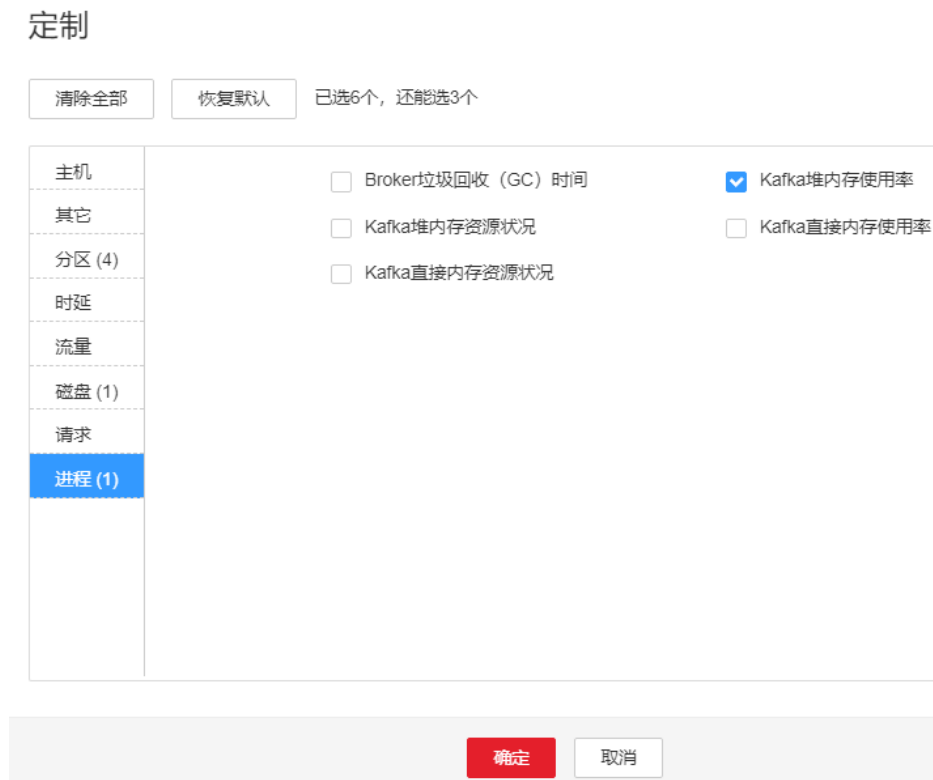 定制
清除全部 恢复默认 已选6个，还能选3个
主机
其它
分区 (4)
时延
流量
磁盘 (1)
请求
进程 (1)
Broker垃圾回收（GC）时间 Kafka堆内存使用率
Kafka堆内存资源状况 Kafka直接内存使用率
Kafka直接内存资源状况
确定 取消